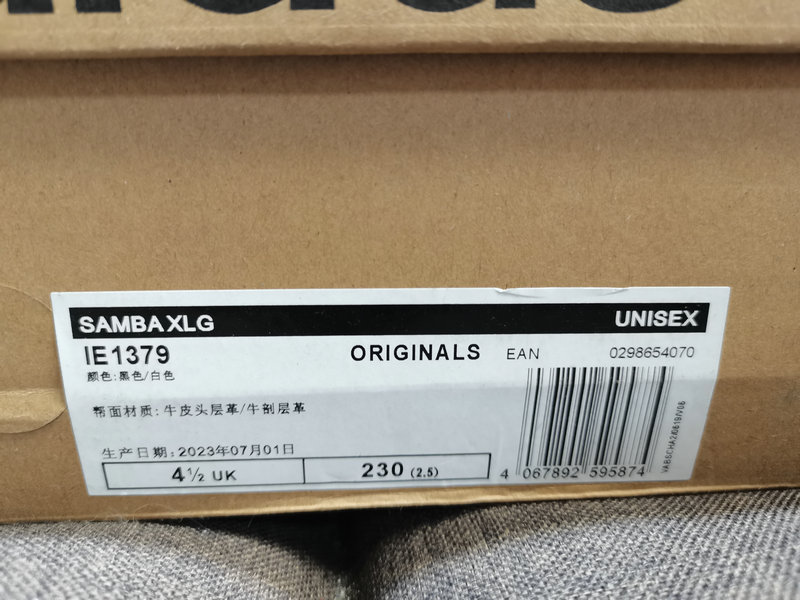 SAMBA XLG UNISEX
IE1379 ORIGINALS EAN 0298654070
颜色:黑色/白色
帮面材质: 牛皮头层革/牛剖层革
生产日期: 2023年07月01日
4½ UK 230 (2.5)
4 067892 595874